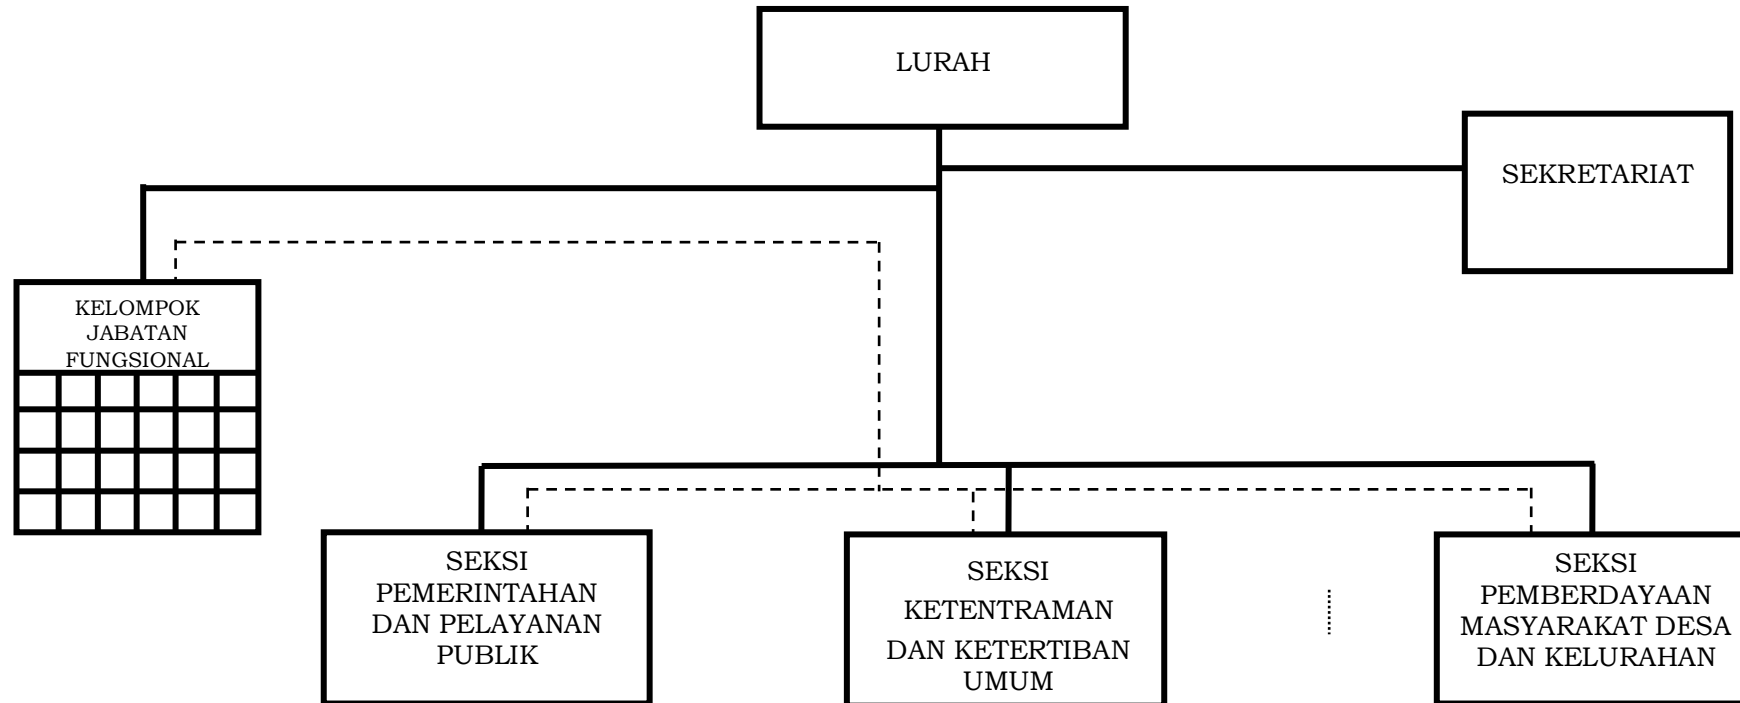 LURAH
SEKRETARIAT
KELOMPOK
JABATAN
FUNGSIONAL
SEKSI
PEMERINTAHAN
DAN PELAYANAN
PUBLIK
SEKSI
KETENTRAMAN
DAN KETERTIBAN
UMUM
SEKSI
PEMBERDAYAAN
MASYARAKAT DESA
DAN KELURAHAN